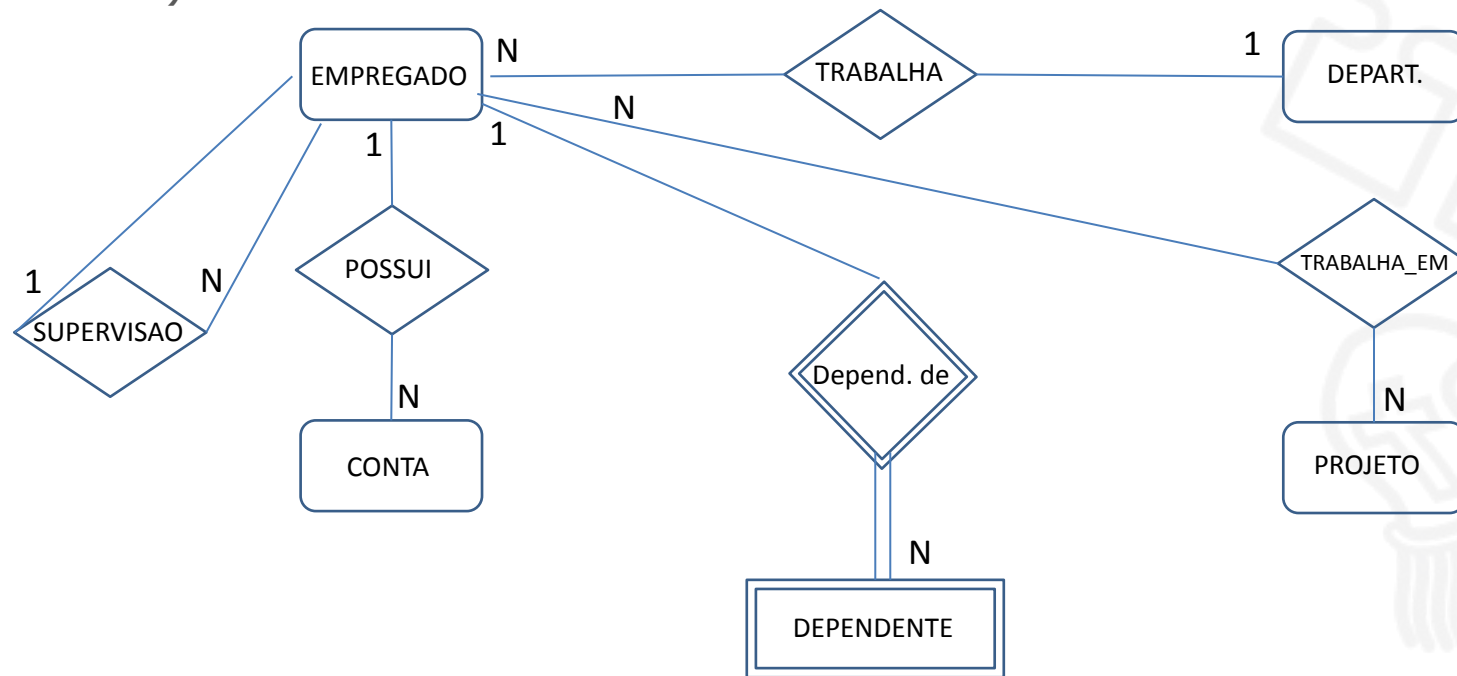 EMPREGADO
N
TRABALHA
1
DEPART.
N
1
1
TRABALHA_EM
POSSUI
1
N
SUPERVISAO
Depend. de
N
N
CONTA
PROJETO
N
DEPENDENTE